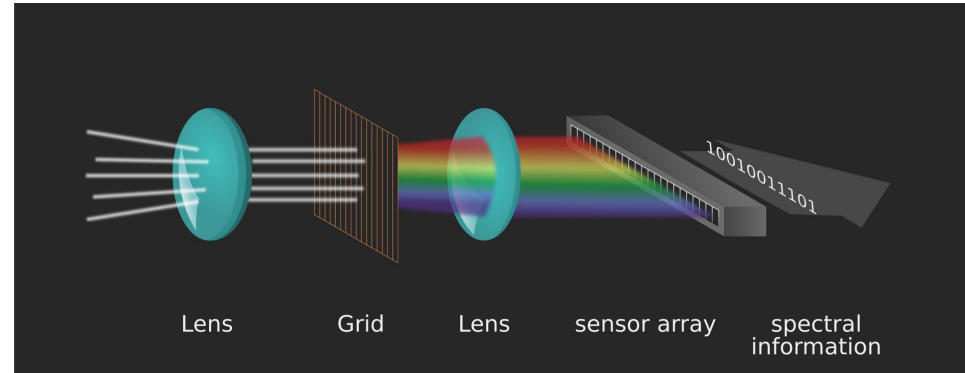 10010011101
Lens
Grid
Lens
sensor array
spectral
information